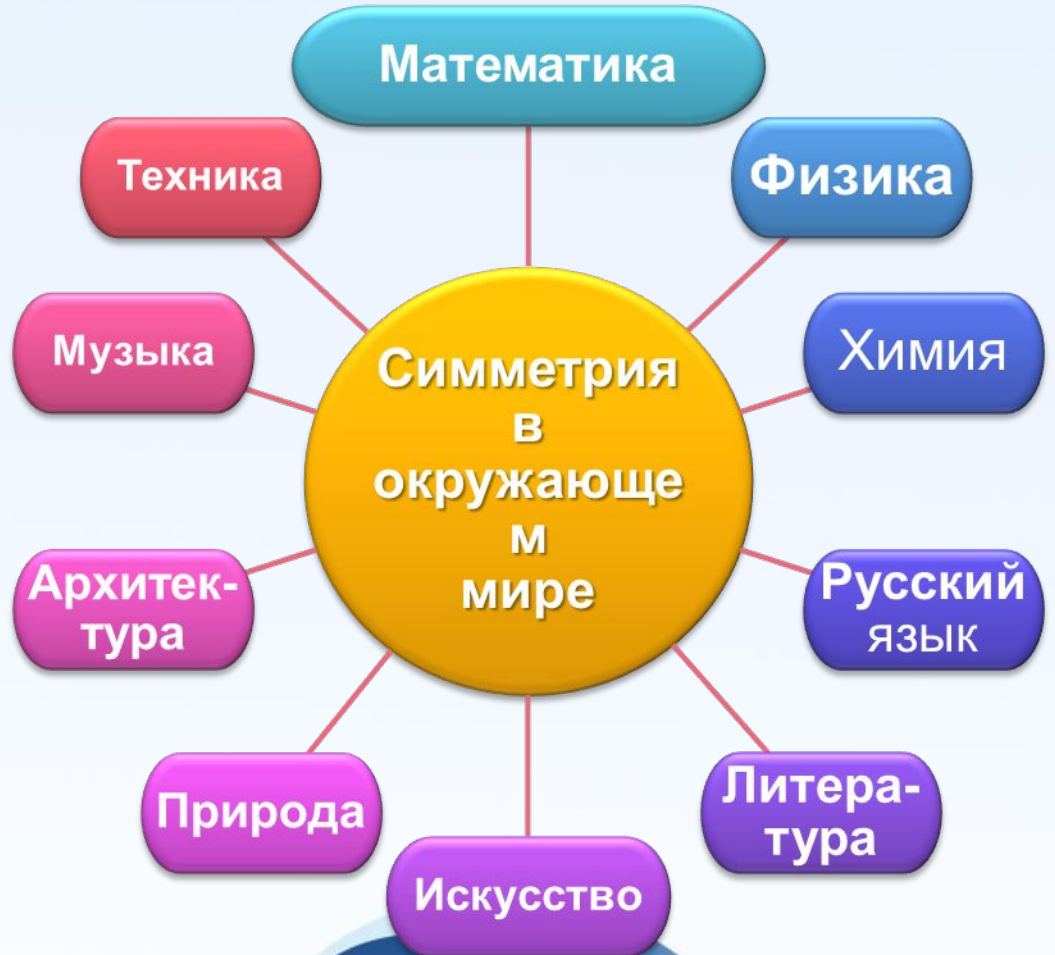 Математика
Техника
Физика
Музыка
Химия
Симметрия
в
окружающе
м
мире
Архитек-
тура
Русский
язык
Природа
Литера-
тура
Искусство